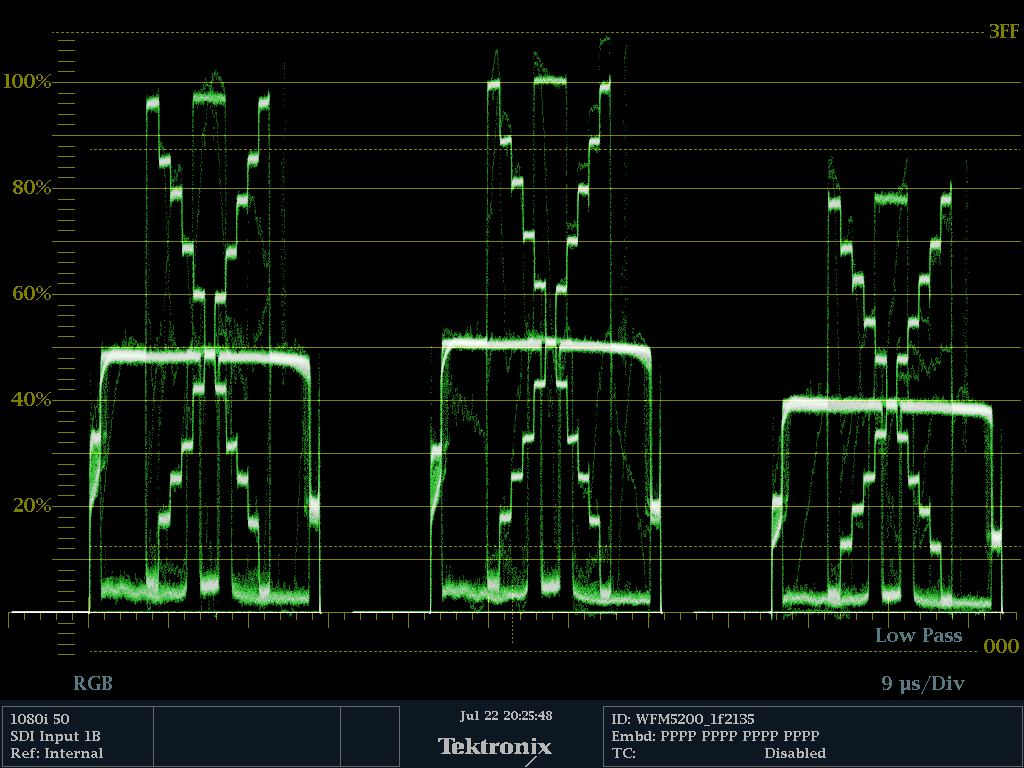 3FF
100%
80%
60%
40%
20%
Low Pass
000
RGB
9 µs/Div
1080i 50
SDI Input 1B
Ref: Internal
Jul 22 20:25:48
Tektronix
ID: WFM5200_1f2135
Embd: PPPP PPPP PPPP PPPP
TC: Disabled